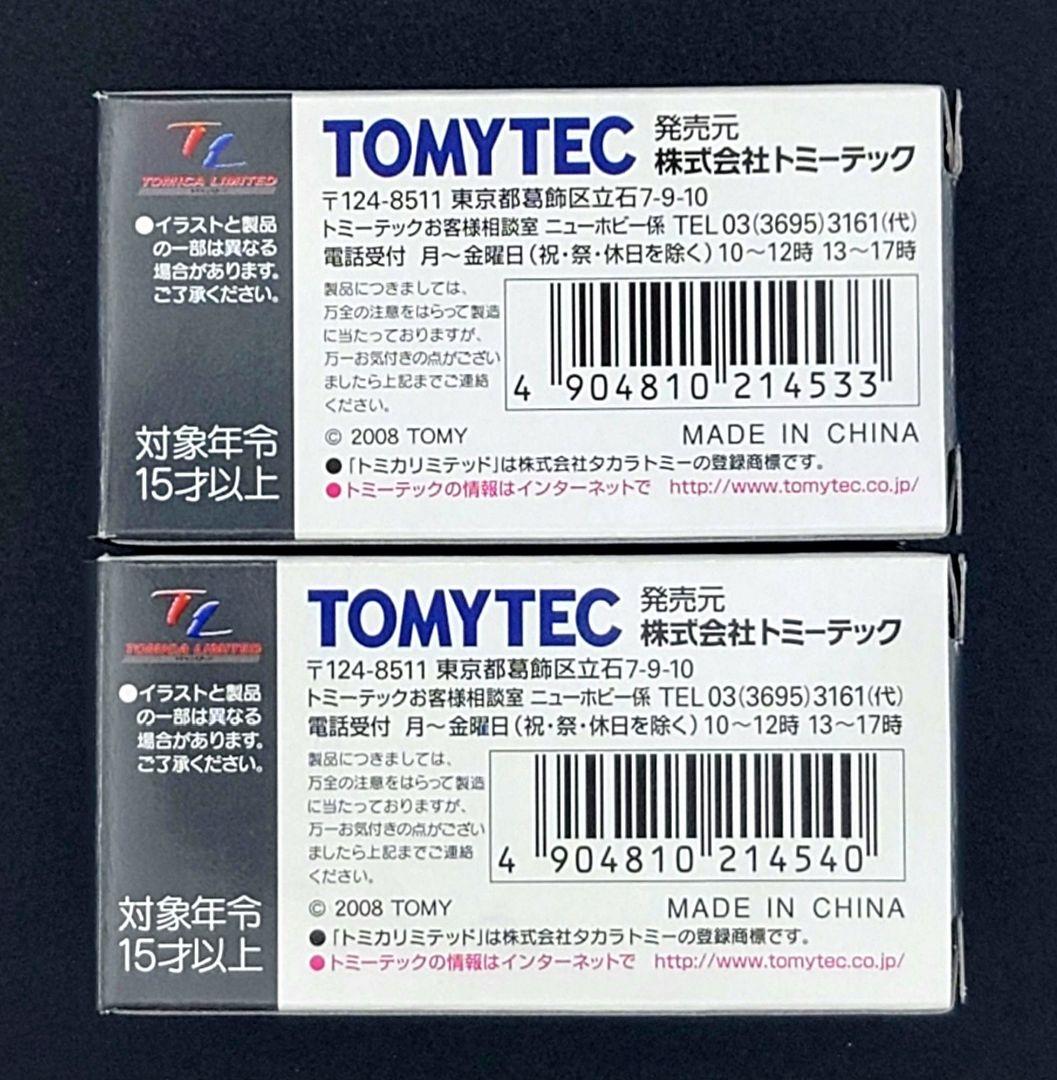 TL
TOMICA LIMITED
●イラストと製品
の一部は異なる
場合があります。
ご了承ください。
対象年令
15才以上
TOMYTEC 発売元
株式会社トミーテック
〒124-8511 東京都葛飾区立石7-9-10
トミーテックお客様相談室 ニューホビー係 TEL 03(3695)3161(代)
電話受付 月～金曜日(祝・祭・休日を除く) 10～12時 13～17時
製品につきましては、
万全の注意をはらって製造
に当たっておりますが、
万一お気付きの点がござい
ましたら上記までご連絡
ください。
4 904810 214533
© 2008 TOMY MADE IN CHINA
●「トミカリミテッド」は株式会社タカラトミーの登録商標です。
●トミーテックの情報はインターネットで http://www.tomytec.co.jp/
TL
TOMICA LIMITED
●イラストと製品
の一部は異なる
場合があります。
ご了承ください。
対象年令
15才以上
TOMYTEC 発売元
株式会社トミーテック
〒124-8511 東京都葛飾区立石7-9-10
トミーテックお客様相談室 ニューホビー係 TEL 03(3695)3161(代)
電話受付 月～金曜日(祝・祭・休日を除く) 10～12時 13～17時
製品につきましては、
万全の注意をはらって製造
に当たっておりますが、
万一お気付きの点がござい
ましたら上記までご連絡
ください。
4 904810 214540
© 2008 TOMY MADE IN CHINA
●「トミカリミテッド」は株式会社タカラトミーの登録商標です。
●トミーテックの情報はインターネットで http://www.tomytec.co.jp/